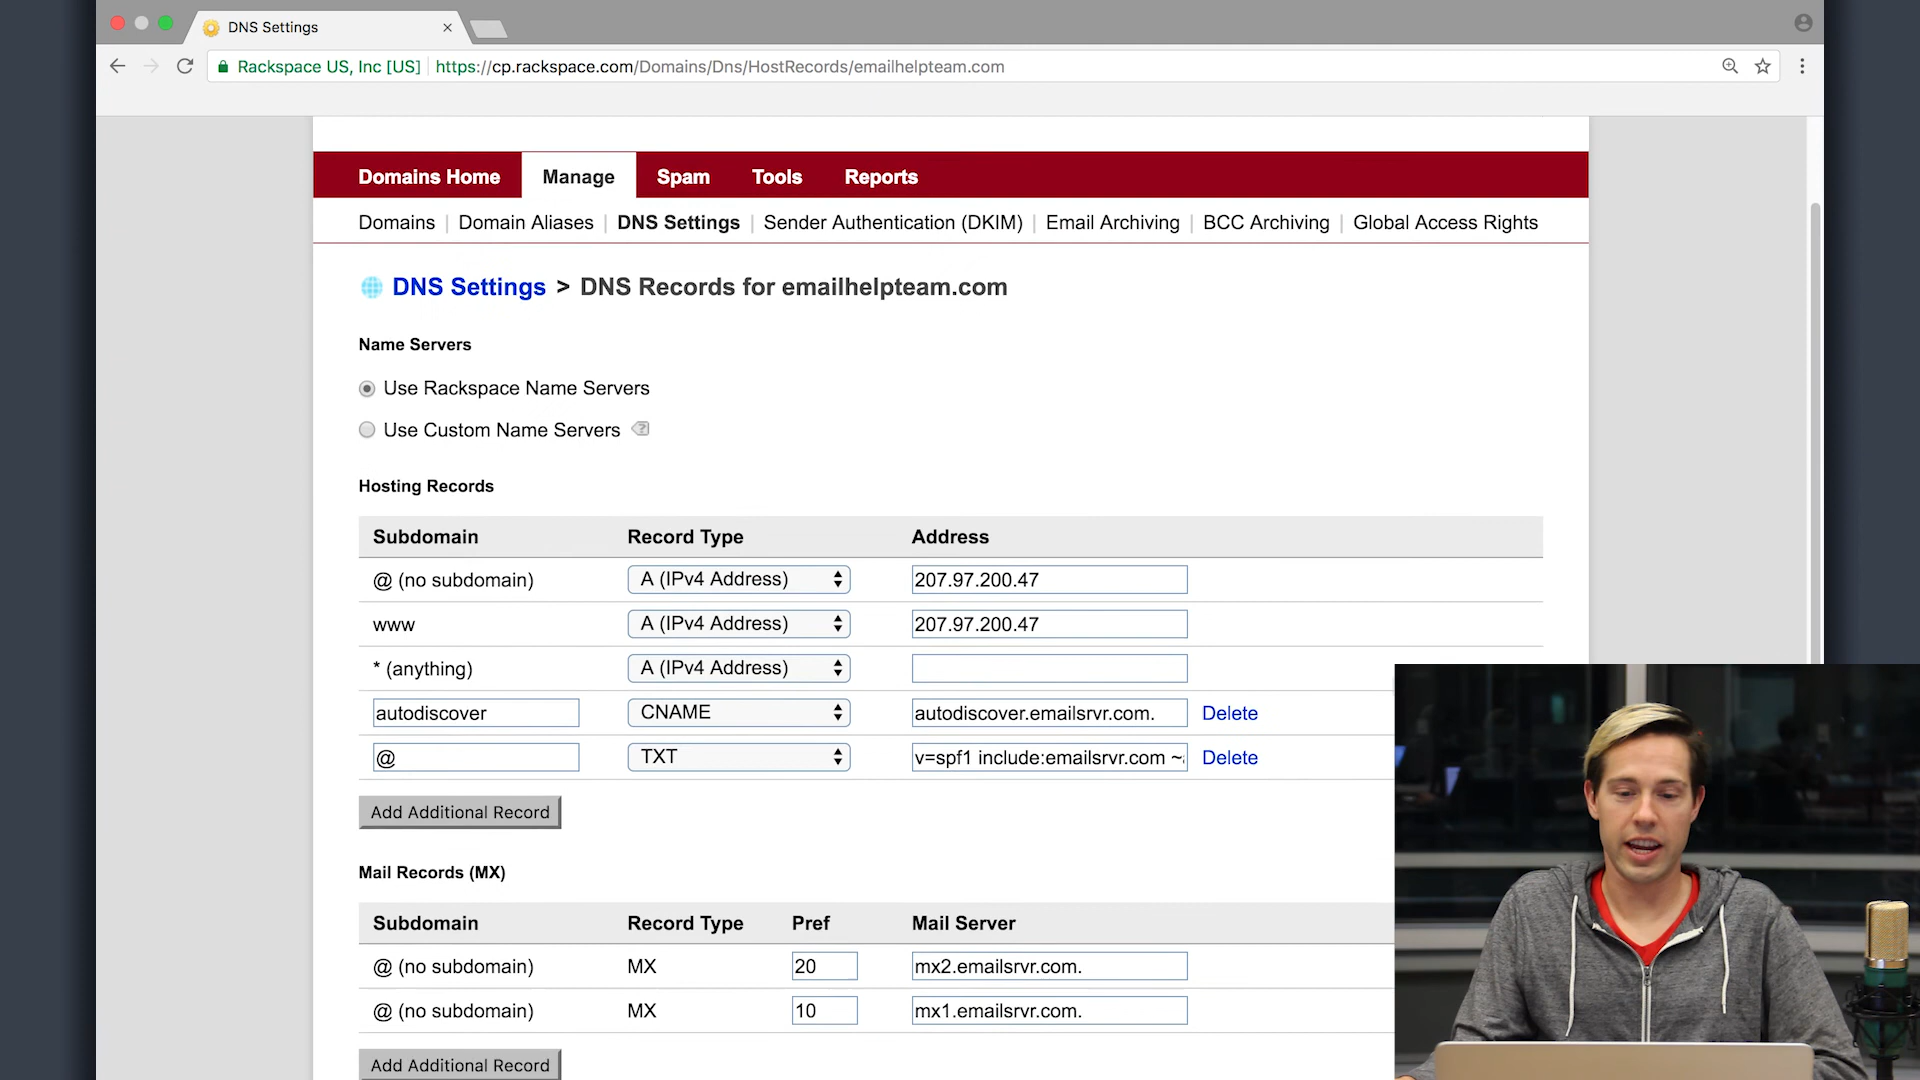 DNS Settings
Rackspace US, Inc [US] https://cp.rackspace.com/Domains/Dns/HostRecords/emailhelpteam.com
Domains Home Manage Spam Tools Reports
Domains | Domain Aliases | DNS Settings | Sender Authentication (DKIM) | Email Archiving | BCC Archiving | Global Access Rights
DNS Settings > DNS Records for emailhelpteam.com
Name Servers
Use Rackspace Name Servers
Use Custom Name Servers ?
Hosting Records
Subdomain Record Type Address
@ (no subdomain) A (IPv4 Address) 207.97.200.47
www A (IPv4 Address) 207.97.200.47
* (anything) A (IPv4 Address)
autodiscover CNAME autodiscover.emailsrvr.com. Delete
@ TXT v=spf1 include:emailsrvr.com ~ Delete
Add Additional Record
Mail Records (MX)
Subdomain Record Type Pref Mail Server
@ (no subdomain) MX 20 mx2.emailsrvr.com.
@ (no subdomain) MX 10 mx1.emailsrvr.com.
Add Additional Record